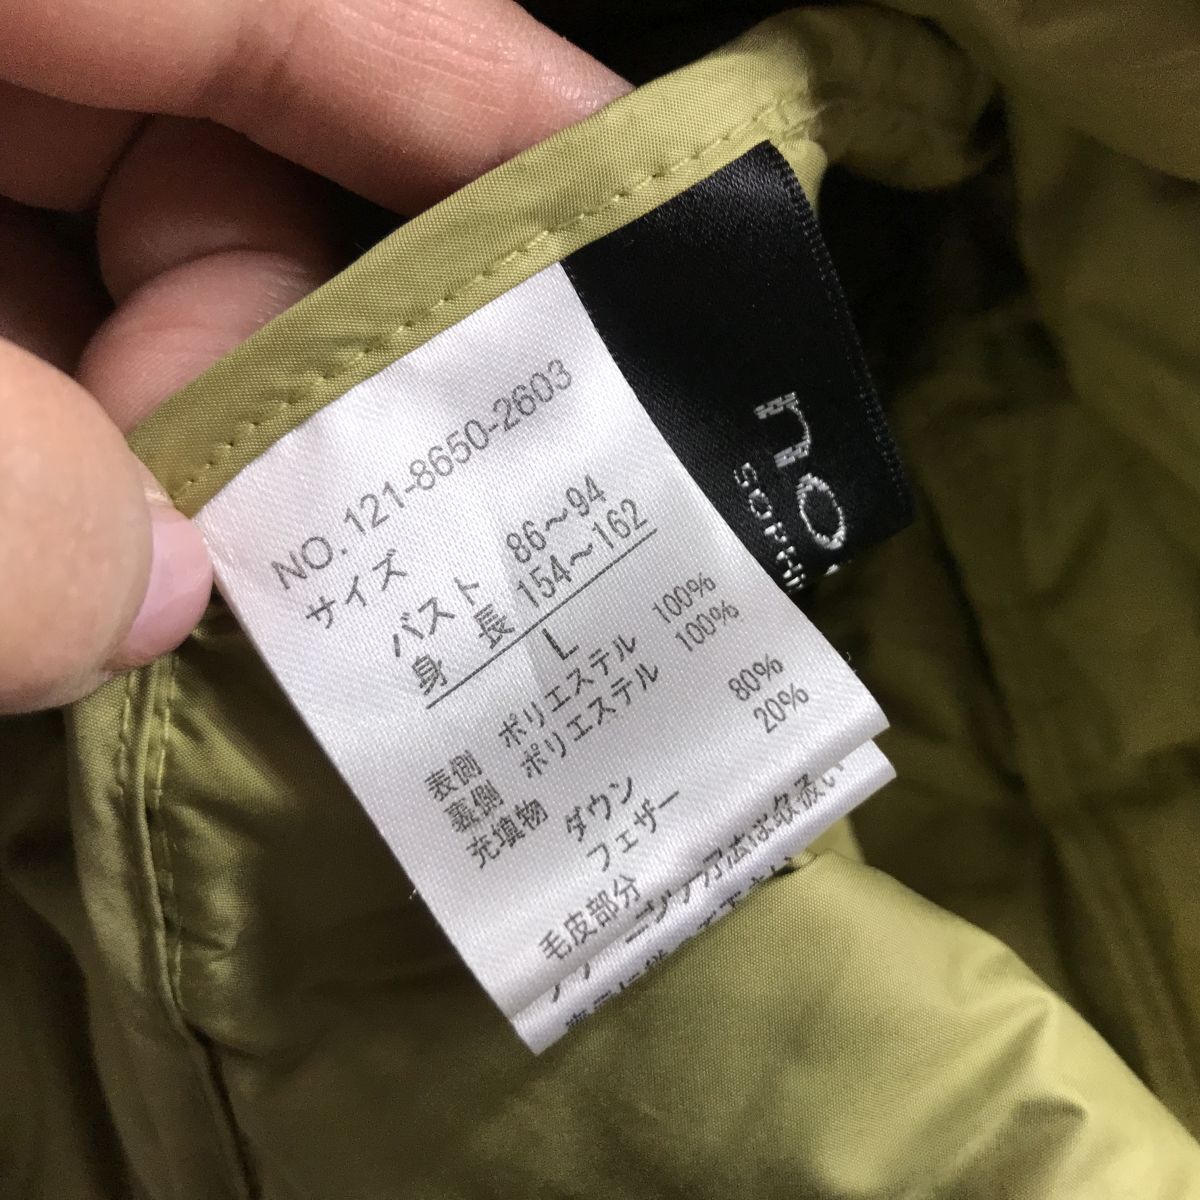 NO. 121-8650-2603
サイズ
バスト 86～94
身 長 154～162
L
表側 ポリエステル 100%
裏側 ポリエステル 100%
充填物 ダウン 80%
フェザー 20%
毛皮部分
no
SOPHI